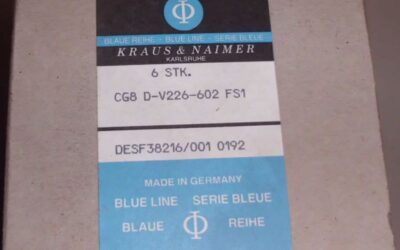 BLAUE REIHE - BLUE LINE - SERIE BLEUE
KRAUS & NAIMER
KARLSRUHE
6 STK.
CG8 D-V226-602 FS1
DESF38216/001 0192
MADE IN GERMANY
BLUE LINE SERIE BLEUE
BLAUE REIHE